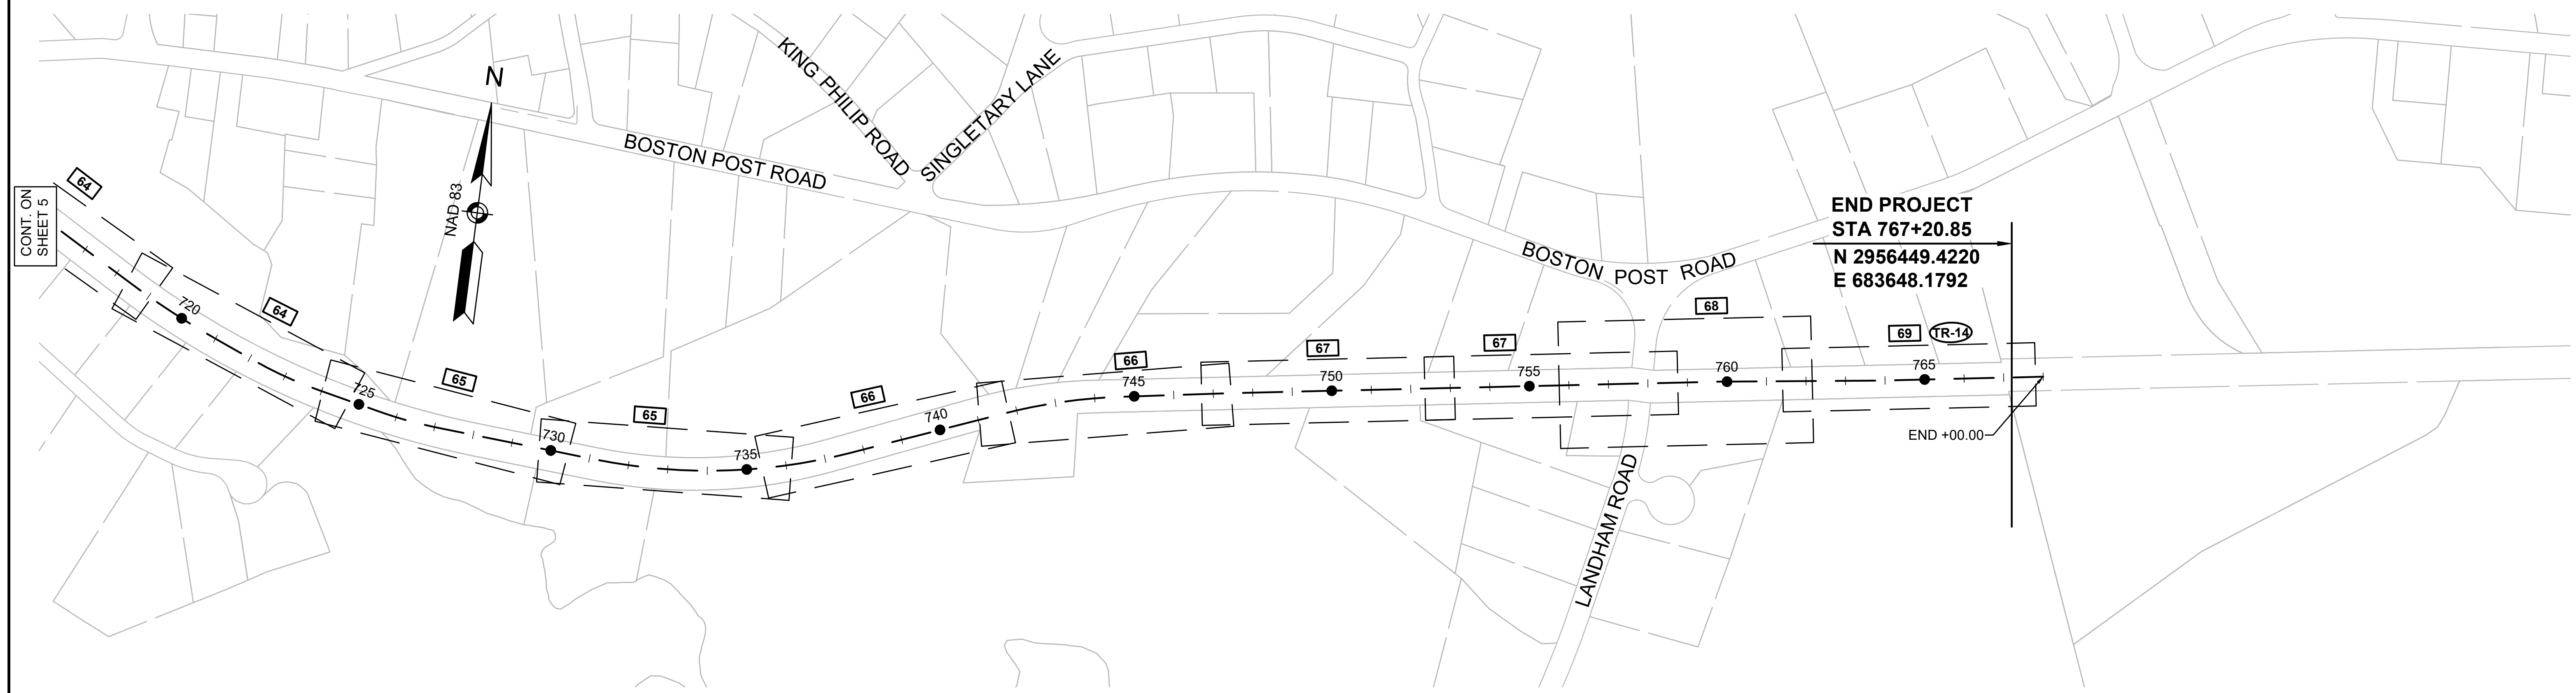 64
CONT. ON
SHEET 5
720
64
N
NAD 83
725
65
730
65
735
66
740
KING PHILIP ROAD
SINGLETARY LANE
BOSTON POST ROAD
66
745
67
750
67
755
BOSTON POST ROAD
68
760
LANDHAM ROAD
END PROJECT
STA 767+20.85
N 2956449.4220
E 683648.1792
69
TR-14
765
END +00.00